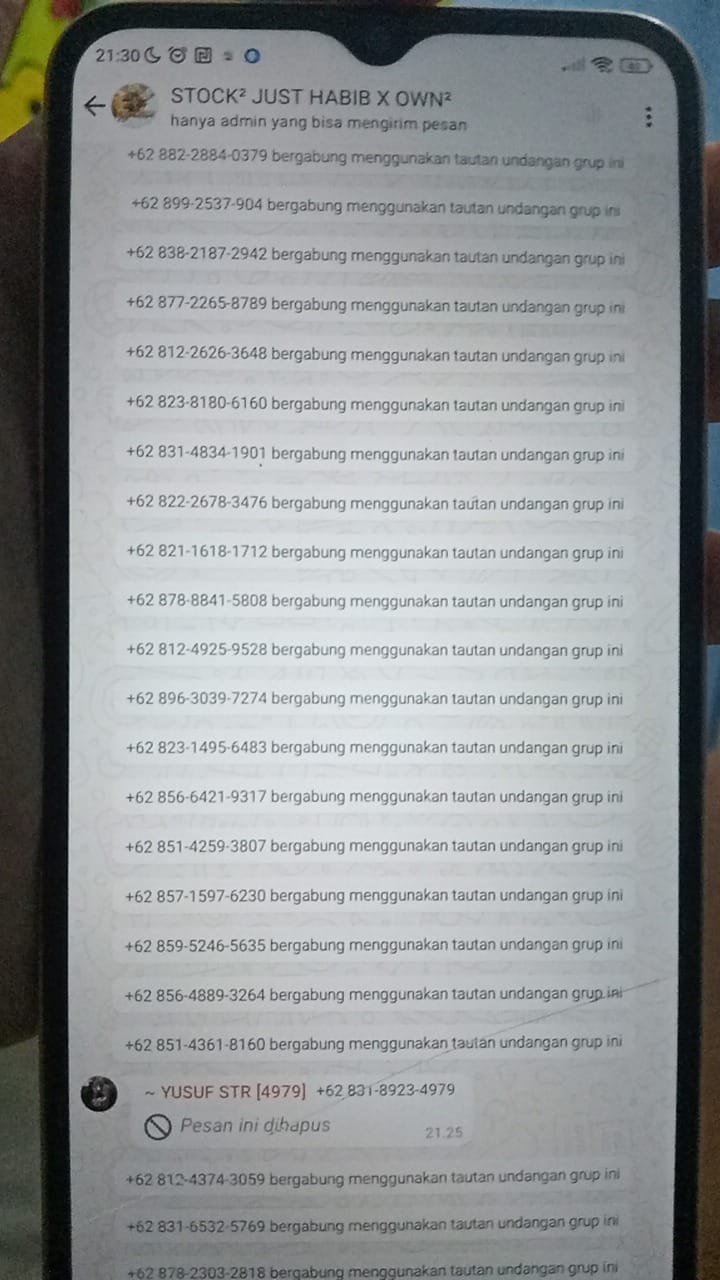 21:30
STOCK² JUST HABIB X OWN²
hanya admin yang bisa mengirim pesan
+62 882-2884-0379 bergabung menggunakan tautan undangan grup ini
+62 899-2537-904 bergabung menggunakan tautan undangan grup ini
+62 838-2187-2942 bergabung menggunakan tautan undangan grup ini
+62 877-2265-8789 bergabung menggunakan tautan undangan grup ini
+62 812-2626-3648 bergabung menggunakan tautan undangan grup ini
+62 823-8180-6160 bergabung menggunakan tautan undangan grup ini
+62 831-4834-1901 bergabung menggunakan tautan undangan grup ini
+62 822-2678-3476 bergabung menggunakan tautan undangan grup ini
+62 821-1618-1712 bergabung menggunakan tautan undangan grup ini
+62 878-8841-5808 bergabung menggunakan tautan undangan grup ini
+62 812-4925-9528 bergabung menggunakan tautan undangan grup ini
+62 896-3039-7274 bergabung menggunakan tautan undangan grup ini
+62 823-1495-6483 bergabung menggunakan tautan undangan grup ini
+62 856-6421-9317 bergabung menggunakan tautan undangan grup ini
+62 851-4259-3807 bergabung menggunakan tautan undangan grup ini
+62 857-1597-6230 bergabung menggunakan tautan undangan grup ini
+62 859-5246-5635 bergabung menggunakan tautan undangan grup ini
+62 856-4889-3264 bergabung menggunakan tautan undangan grup ini
+62 851-4361-8160 bergabung menggunakan tautan undangan grup ini
~ YUSUF STR [4979] +62 831-8923-4979
Pesan ini dihapus
21.25
+62 812-4374-3059 bergabung menggunakan tautan undangan grup ini
+62 831-6532-5769 bergabung menggunakan tautan undangan grup ini
+62 878-2303-2818 bergabung menggunakan tautan undangan grup ini